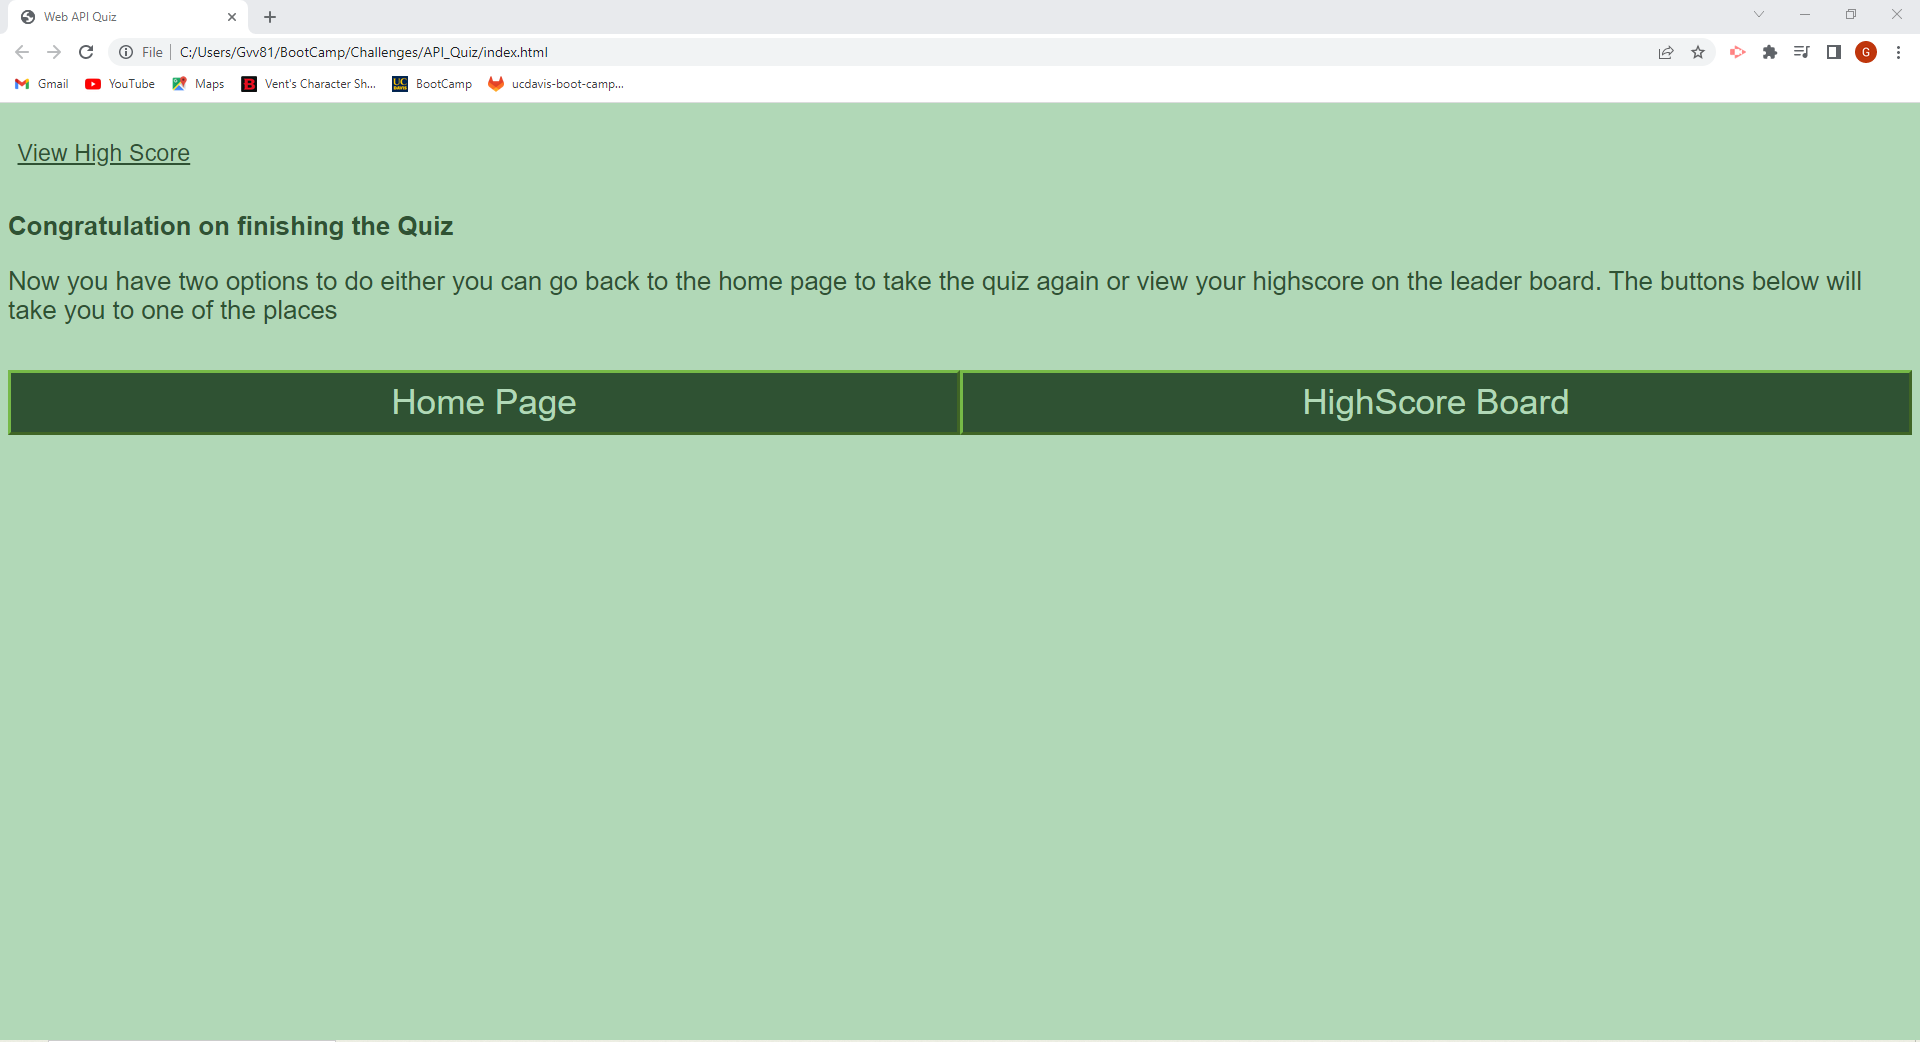 Web API Quiz
File
C:/Users/Gvv81/BootCamp/Challenges/API_Quiz/index.html
G
Gmail
YouTube
Maps
B
Vent's Character Sh...
UC DAVIS
BootCamp
ucdavis-boot-camp...
View High Score
Congratulation on finishing the Quiz
Now you have two options to do either you can go back to the home page to take the quiz again or view your highscore on the leader board. The buttons below will
take you to one of the places
Home Page
HighScore Board